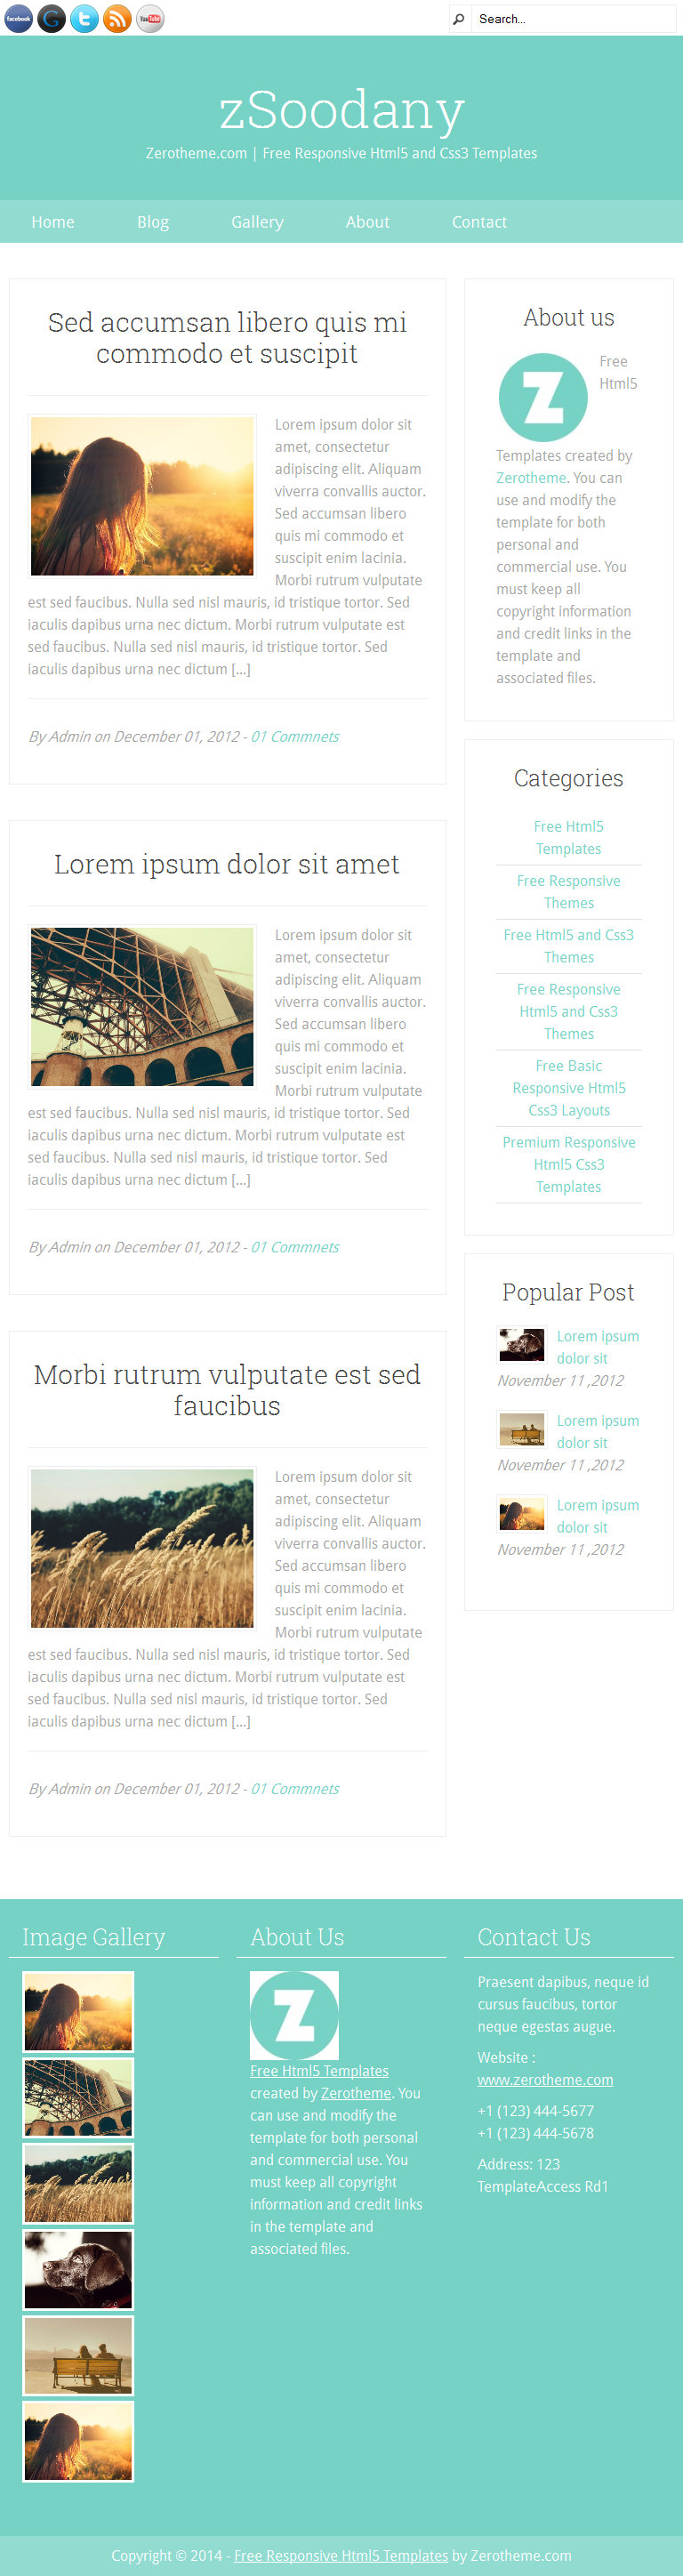 facebook
G
t
You Tube
Search...
zSoodany
Zerotheme.com | Free Responsive Html5 and Css3 Templates
Home Blog Gallery About Contact
Sed accumsan libero quis mi
commodo et suscipit
Lorem ipsum dolor sit
amet, consectetur
adipiscing elit. Aliquam
viverra convallis auctor.
Sed accumsan libero
quis mi commodo et
suscipit enim lacinia.
Morbi rutrum vulputate
est sed faucibus. Nulla sed nisl mauris, id tristique tortor. Sed
iaculis dapibus urna nec dictum. Morbi rutrum vulputate est
sed faucibus. Nulla sed nisl mauris, id tristique tortor. Sed
iaculis dapibus urna nec dictum [...]
By Admin on December 01, 2012 - 01 Commnets
Lorem ipsum dolor sit amet
Lorem ipsum dolor sit
amet, consectetur
adipiscing elit. Aliquam
viverra convallis auctor.
Sed accumsan libero
quis mi commodo et
suscipit enim lacinia.
Morbi rutrum vulputate
est sed faucibus. Nulla sed nisl mauris, id tristique tortor. Sed
iaculis dapibus urna nec dictum. Morbi rutrum vulputate est
sed faucibus. Nulla sed nisl mauris, id tristique tortor. Sed
iaculis dapibus urna nec dictum [...]
By Admin on December 01, 2012 - 01 Commnets
Morbi rutrum vulputate est sed
faucibus
Lorem ipsum dolor sit
amet, consectetur
adipiscing elit. Aliquam
viverra convallis auctor.
Sed accumsan libero
quis mi commodo et
suscipit enim lacinia.
Morbi rutrum vulputate
est sed faucibus. Nulla sed nisl mauris, id tristique tortor. Sed
iaculis dapibus urna nec dictum. Morbi rutrum vulputate est
sed faucibus. Nulla sed nisl mauris, id tristique tortor. Sed
iaculis dapibus urna nec dictum [...]
By Admin on December 01, 2012 - 01 Commnets
About us
Z
Free
Html5
Templates created by
Zerotheme. You can
use and modify the
template for both
personal and
commercial use. You
must keep all
copyright information
and credit links in the
template and
associated files.
Categories
Free Html5
Templates
Free Responsive
Themes
Free Html5 and Css3
Themes
Free Responsive
Html5 and Css3
Themes
Free Basic
Responsive Html5
Css3 Layouts
Premium Responsive
Html5 Css3
Templates
Popular Post
Lorem ipsum
dolor sit
November 11 ,2012
Lorem ipsum
dolor sit
November 11 ,2012
Lorem ipsum
dolor sit
November 11 ,2012
Image Gallery
About Us
Z
Free Html5 Templates
created by Zerotheme. You
can use and modify the
template for both personal
and commercial use. You
must keep all copyright
information and credit links
in the template and
associated files.
Contact Us
Praesent dapibus, neque id
cursus faucibus, tortor
neque egestas augue.
Website :
www.zerotheme.com
+1 (123) 444-5677
+1 (123) 444-5678
Address: 123
TemplateAccess Rd1
Copyright © 2014 - Free Responsive Html5 Templates by Zerotheme.com